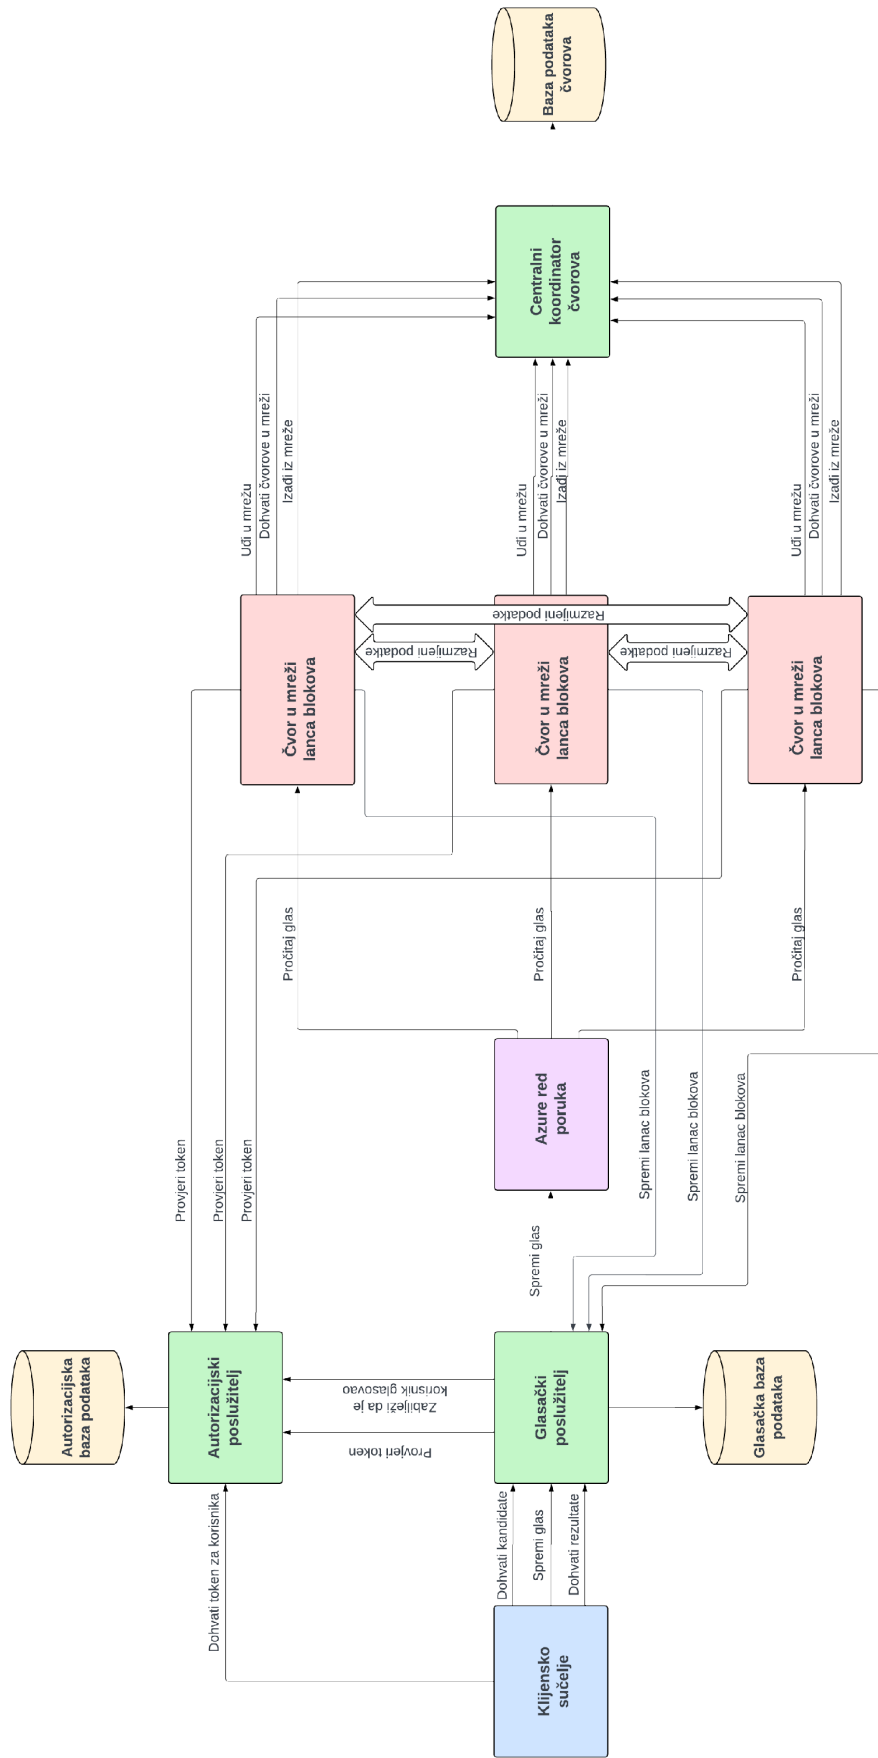 Baza podataka
čvorova
Centralni
koordinator
čvorova
Uđi u mrežu
Dohvati čvorove u mreži
Izađi iz mreže
Uđi u mrežu
Dohvati čvorove u mreži
Izađi iz mreže
Uđi u mrežu
Dohvati čvorove u mreži
Izađi iz mreže
Razmijeni podatke
Razmijeni podatke
Razmijeni podatke
Čvor u mreži
lanca blokova
Čvor u mreži
lanca blokova
Čvor u mreži
lanca blokova
Pročitaj glas
Pročitaj glas
Pročitaj glas
Azure red
poruka
Provjeri token
Provjeri token
Provjeri token
Spremi lanac blokova
Spremi lanac blokova
Spremi lanac blokova
Spremi glas
Autorizacijska
baza podataka
Autorizacijski
poslužitelj
Zabilježi da je
korisnik glasovao
Provjeri token
Glasački
poslužitelj
Glasačka baza
podataka
Dohvati token za korisnika
Dohvati kandidate
Spremi glas
Dohvati rezultate
Klijensko
sučelje